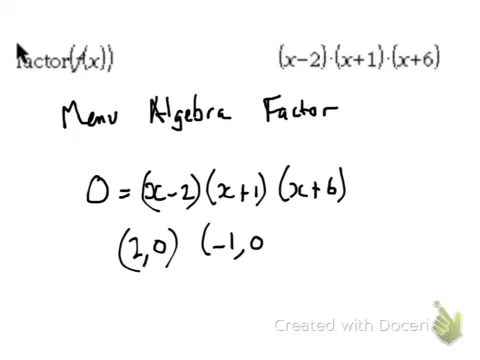 factor(f(x)) (x−2)·(x+1)·(x+6)
Menu Algebra Factor
0 = (x−2)(x+1)(x+6)
(2,0) (−1,0
Created with Doceri